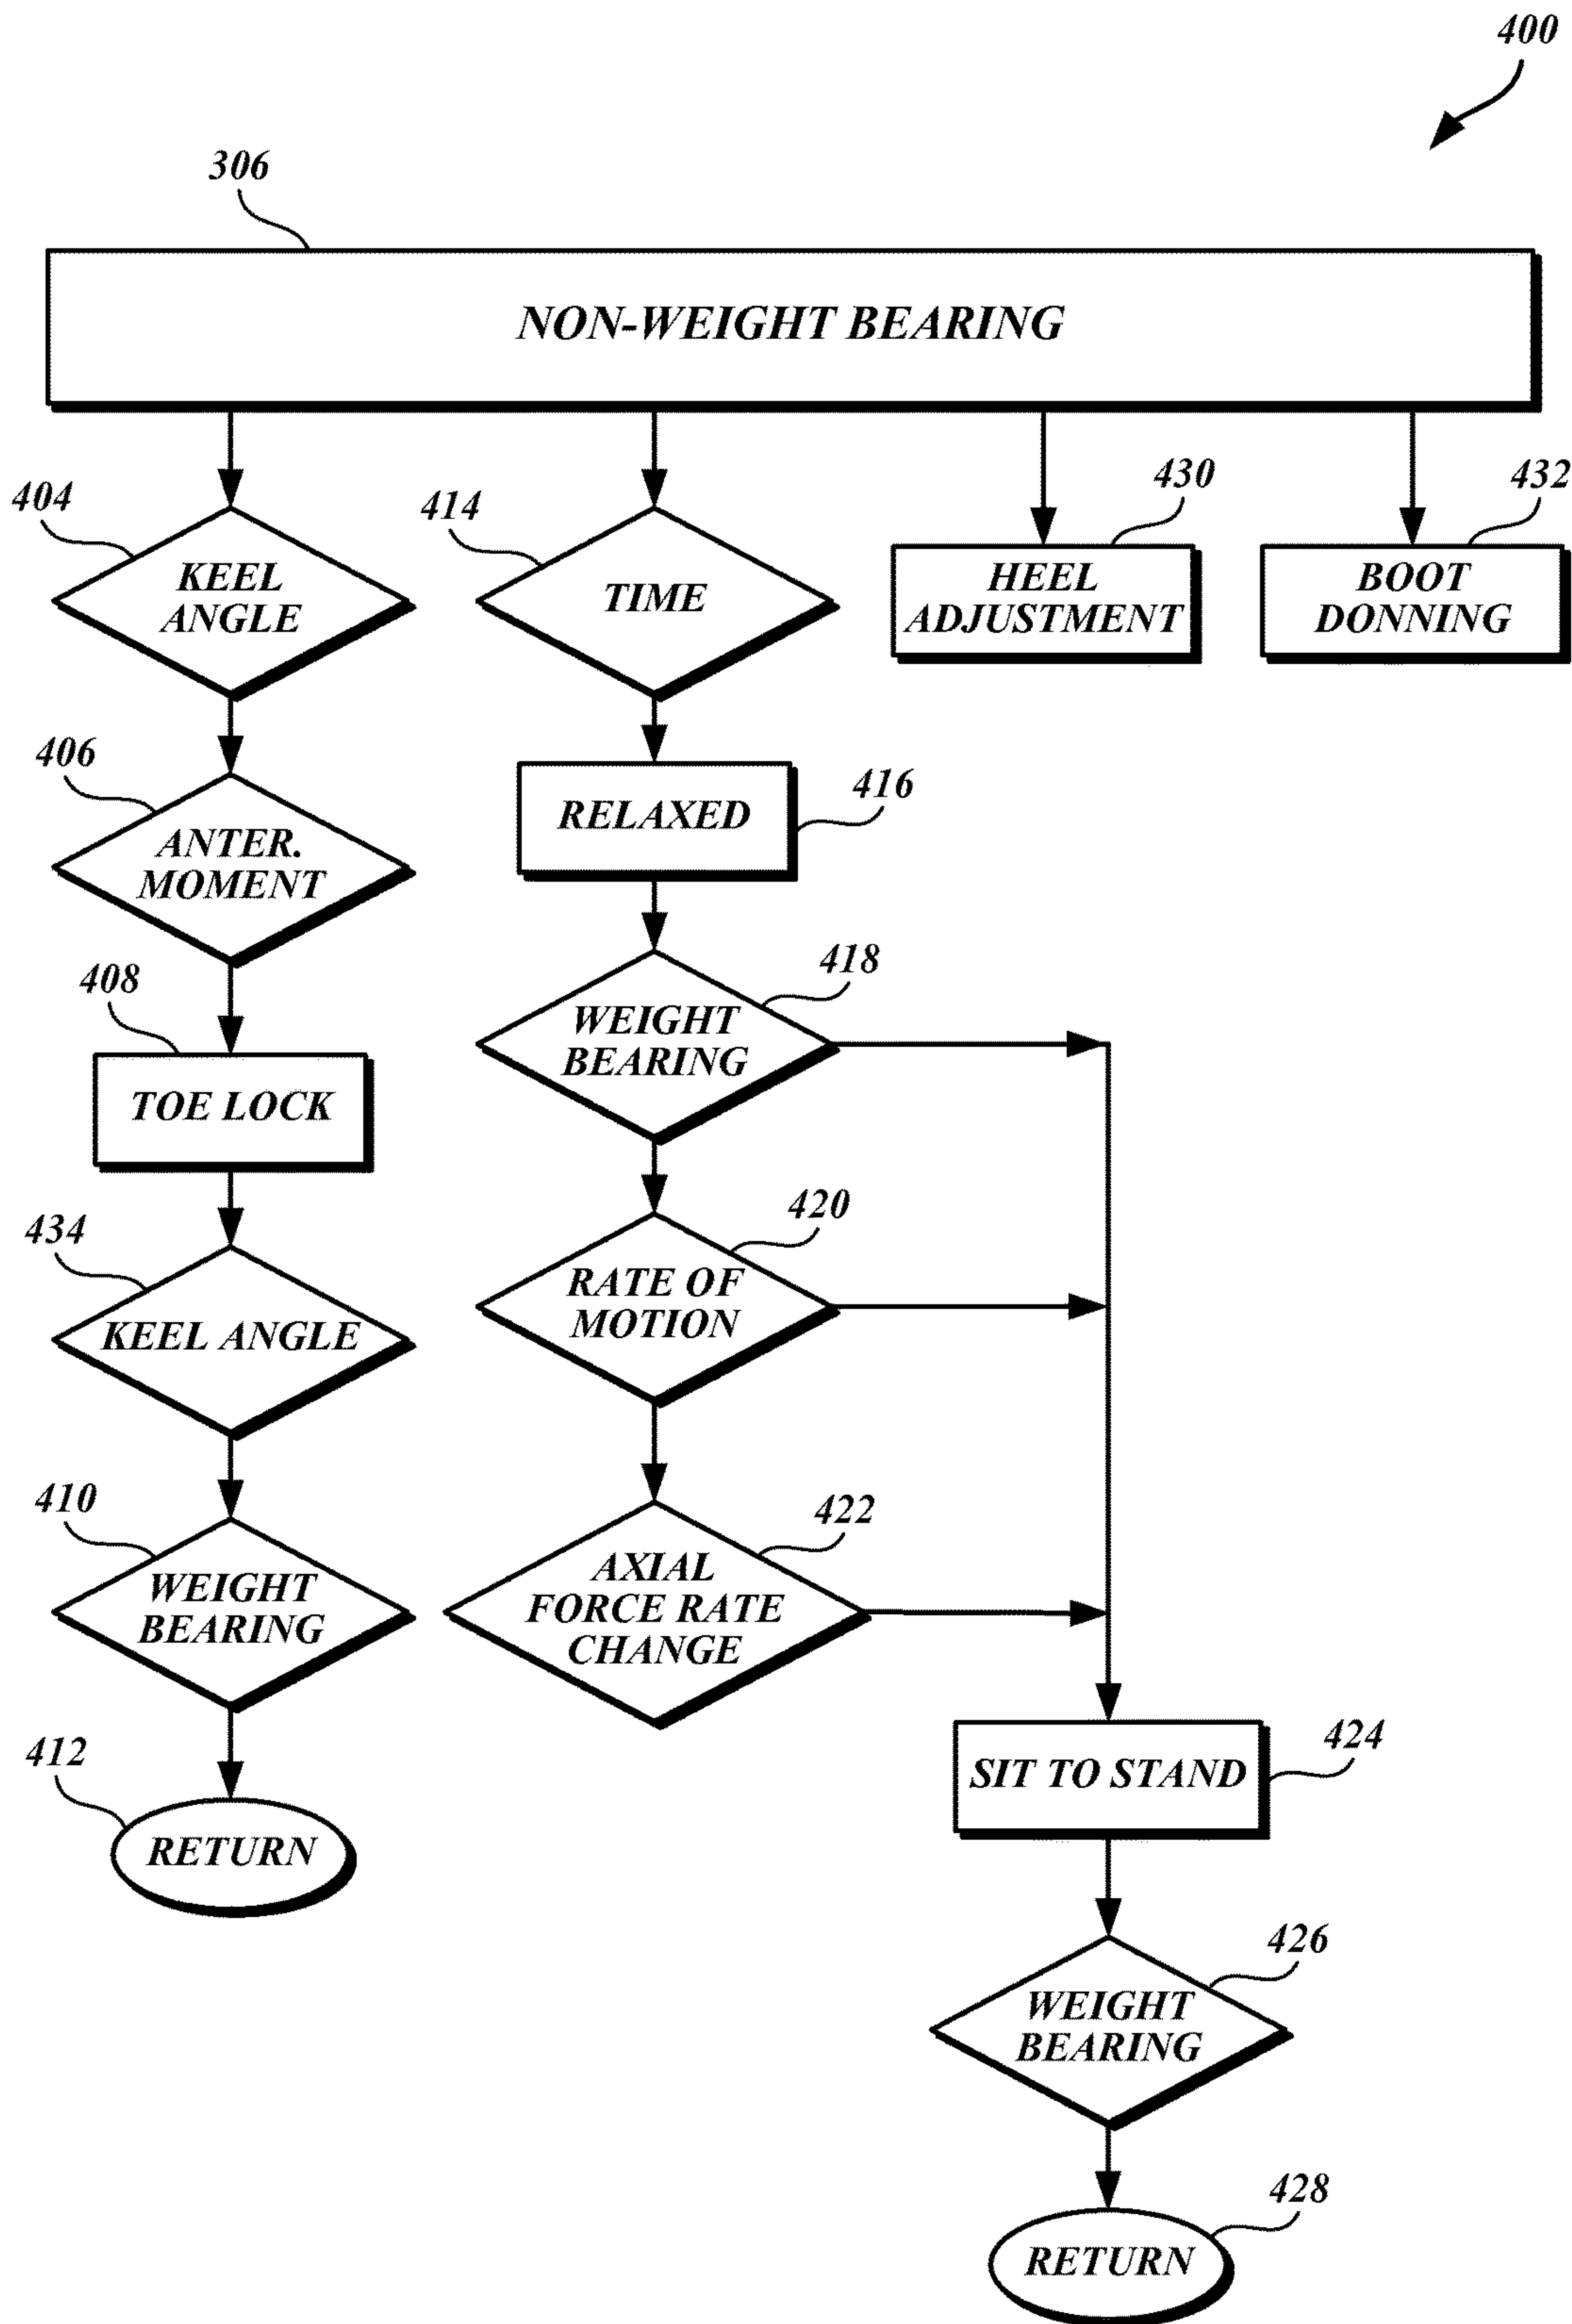 400
306
NON-WEIGHT BEARING
404
KEEL
ANGLE
414
TIME
430
HEEL
ADJUSTMENT
432
BOOT
DONNING
406
ANTER.
MOMENT
RELAXED
416
408
TOE LOCK
WEIGHT
BEARING
418
434
KEEL ANGLE
RATE OF
MOTION
420
410
WEIGHT
BEARING
AXIAL
FORCE RATE
CHANGE
422
412
RETURN
SIT TO STAND
424
WEIGHT
BEARING
426
RETURN
428